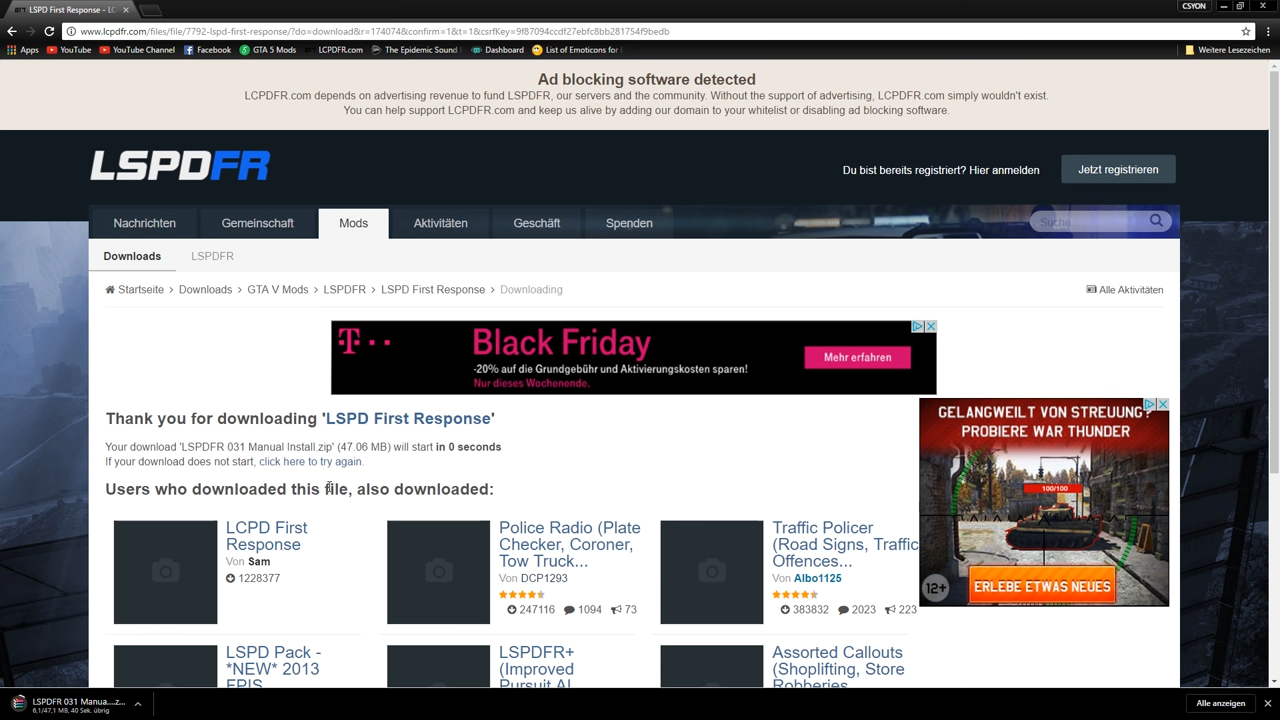 LSPD First Response - LC
CSYON
www.lcpdfr.com/files/file/7792-lspd-first-response/?do=download&r=174074&confirm=1&t=1&csrfKey=9f87094ccdf27ebfc8bb281754f9bedb
Apps
YouTube
YouTube Channel
Facebook
GTA 5 Mods
LCPDFR.com
The Epidemic Sound
Dashboard
List of Emoticons for
Weitere Lesezeichen
Ad blocking software detected
LCPDFR.com depends on advertising revenue to fund LSPDFR, our servers and the community. Without the support of advertising, LCPDFR.com simply wouldn't exist.
You can help support LCPDFR.com and keep us alive by adding our domain to your whitelist or disabling ad blocking software.
LSPDFR
Du bist bereits registriert? Hier anmelden
Jetzt registrieren
Nachrichten
Gemeinschaft
Mods
Aktivitäten
Geschäft
Spenden
Suche
Downloads
LSPDFR
Startseite > Downloads > GTA V Mods > LSPDFR > LSPD First Response > Downloading
Alle Aktivitäten
T
Black Friday
-20% auf die Grundgebühr und Aktivierungskosten sparen!
Nur dieses Wochenende.
Mehr erfahren
Thank you for downloading 'LSPD First Response'
Your download 'LSPDFR 031 Manual Install.zip' (47.06 MB) will start in 0 seconds
If your download does not start, click here to try again.
GELANGWEILT VON STREUUNG?
PROBIERE WAR THUNDER
100/100
12+
ERLEBE ETWAS NEUES
Users who downloaded this file, also downloaded:
LCPD First
Response
Von Sam
1228377
Police Radio (Plate
Checker, Coroner,
Tow Truck...
Von DCP1293
247116 1094 73
Traffic Policer
(Road Signs, Traffic
Offences...
Von Albo1125
383832 2023 223
LSPD Pack -
*NEW* 2013
FPIS
LSPDFR+
(Improved
Pursuit AI
Assorted Callouts
(Shoplifting, Store
Robberies
LSPDFR 031 Manua....z...
6,1/47,1 MB, 40 Sek. übrig
Alle anzeigen